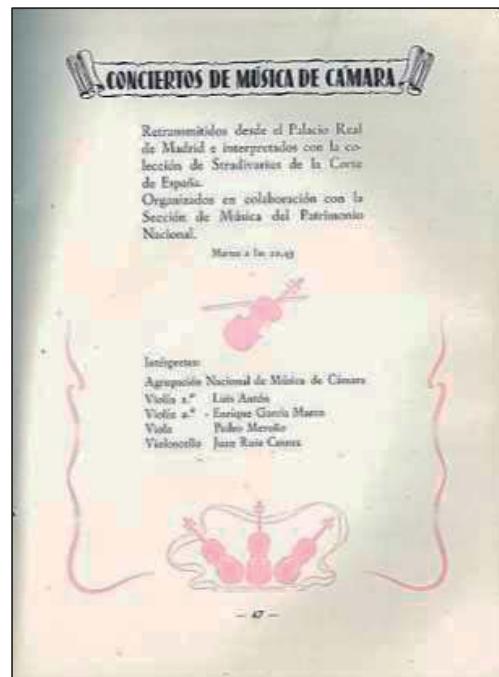 CONCIERTOS DE MÚSICA DE CÁMARA
Retransmitidos desde el Palacio Real
de Madrid e interpretados con la co-
lección de Stradivarius de la Corte
de España.
Organizados en colaboración con la
Sección de Música del Patrimonio
Nacional.
Martes a las 22,45
Intérpretes:
Agrupación Nacional de Música de Cámara
Violín 1.º Luis Antón
Violín 2.º - Enrique García Marco
Viola Pedro Meroño
Violoncello Juan Ruiz Casaux
— 47 —